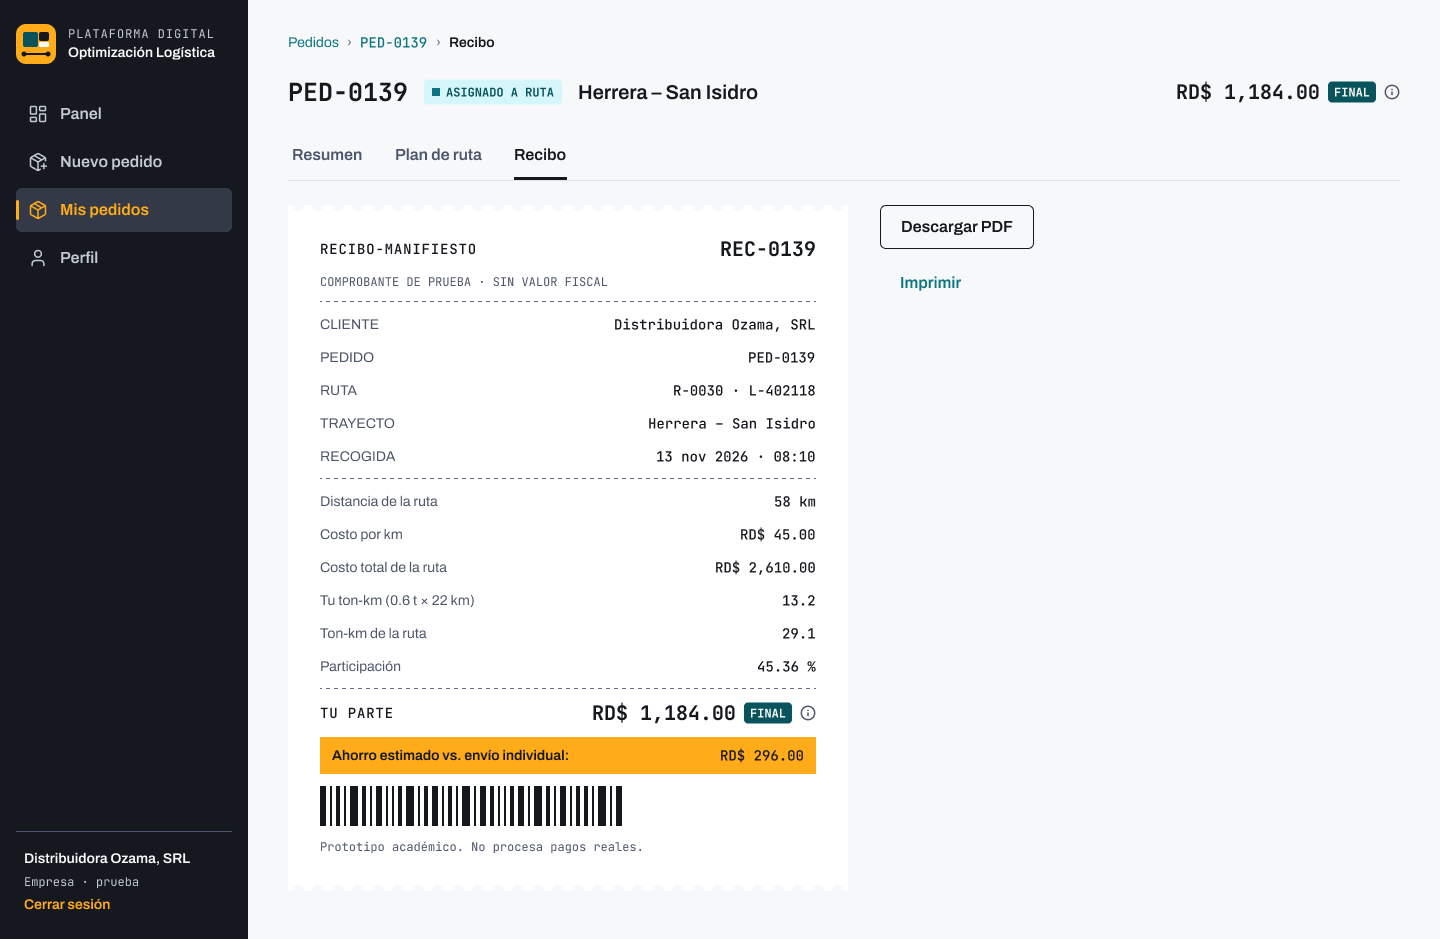 PLATAFORMA DIGITAL
Optimización Logística
Panel
Nuevo pedido
Mis pedidos
Perfil
Distribuidora Ozama, SRL
Empresa · prueba
Cerrar sesión
Pedidos › PED-0139 › Recibo
PED-0139 ASIGNADO A RUTA Herrera – San Isidro RD$ 1,184.00 FINAL
Resumen Plan de ruta Recibo
RECIBO-MANIFIESTO REC-0139
COMPROBANTE DE PRUEBA · SIN VALOR FISCAL
CLIENTE Distribuidora Ozama, SRL
PEDIDO PED-0139
RUTA R-0030 · L-402118
TRAYECTO Herrera – San Isidro
RECOGIDA 13 nov 2026 · 08:10
Distancia de la ruta 58 km
Costo por km RD$ 45.00
Costo total de la ruta RD$ 2,610.00
Tu ton-km (0.6 t × 22 km) 13.2
Ton-km de la ruta 29.1
Participación 45.36 %
TU PARTE RD$ 1,184.00 FINAL
Ahorro estimado vs. envío individual: RD$ 296.00
Prototipo académico. No procesa pagos reales.
Descargar PDF
Imprimir